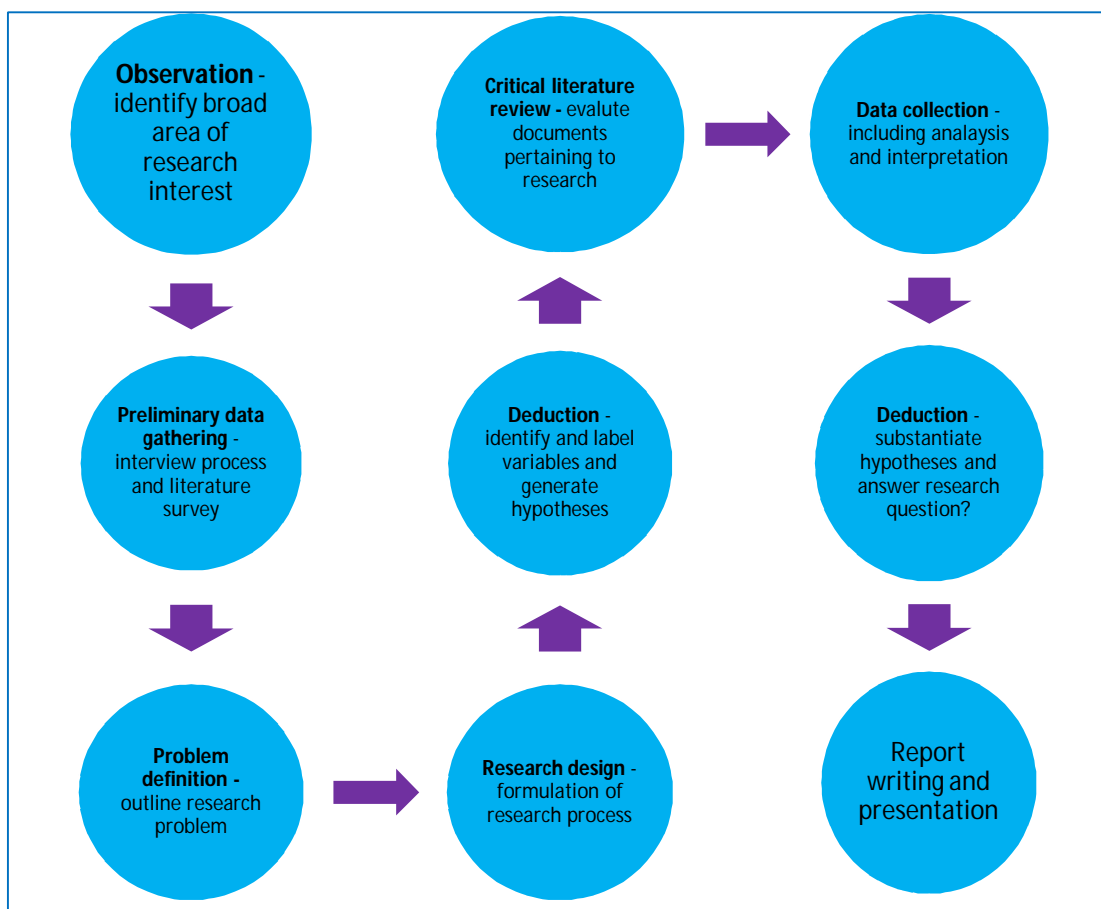 Observation -
identify broad
area of
research
interest
Preliminary data
gathering -
interview process
and literature
survey
Problem
definition -
outline research
problem
Research design -
formulation of
research process
Deduction -
identify and label
variables and
generate
hypotheses
Critical literature
review - evalute
documents
pertaining to
research
Data collection -
including analaysis
and interpretation
Deduction -
substantiate
hypotheses and
answer research
question?
Report
writing and
presentation